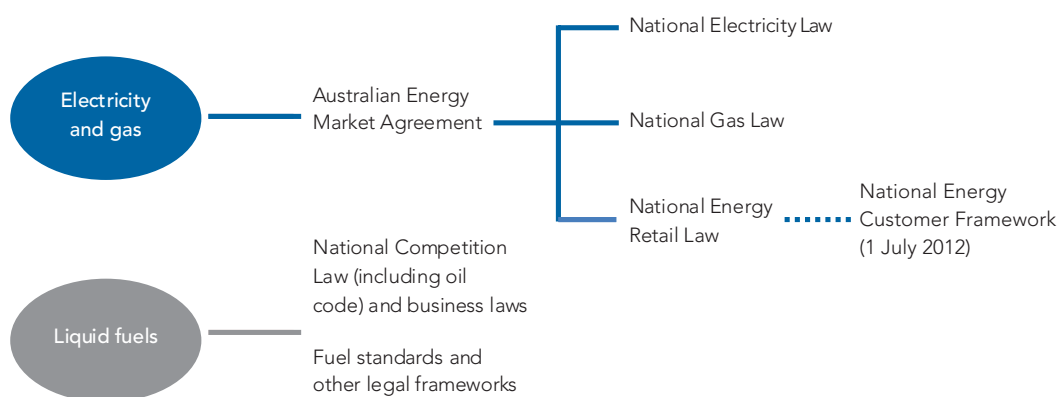 National Electricity Law
Electricity
and gas
Australian Energy
Market Agreement
National Gas Law
National Energy
Retail Law
National Energy
Customer Framework
(1 July 2012)
Liquid fuels
National Competition
Law (including oil
code) and business laws
Fuel standards and
other legal frameworks